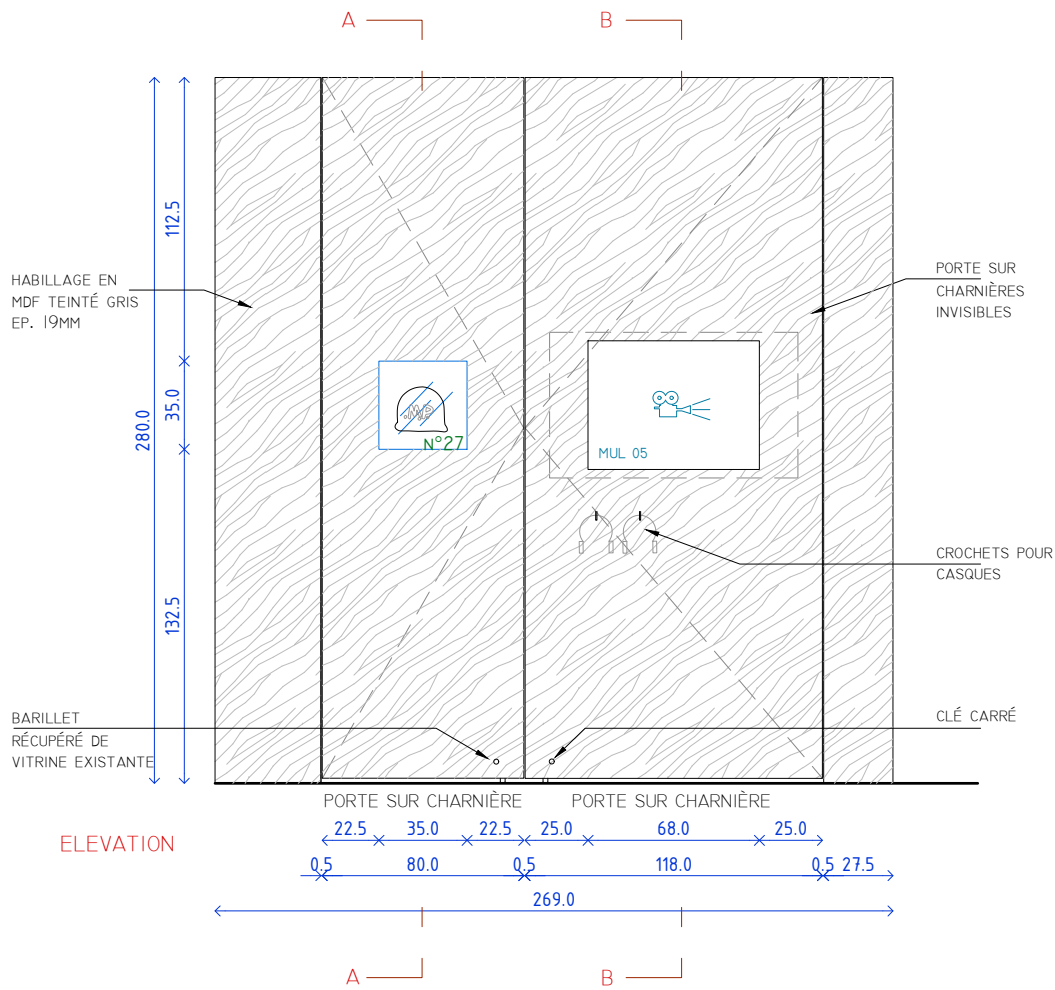 A
B
112.5
HABILLAGE EN
MDF TEINTÉ GRIS
EP. 19MM
PORTE SUR
CHARNIÈRES
INVISIBLES
280.0
35.0
.M.P
N°27
MUL 05
CROCHETS POUR
CASQUES
132.5
BARILLET
RÉCUPÉRÉ DE
VITRINE EXISTANTE
CLÉ CARRÉ
PORTE SUR CHARNIÈRE
PORTE SUR CHARNIÈRE
ELEVATION
22.5 35.0 22.5 25.0 68.0 25.0
0.5 80.0 0.5 118.0 0.5 27.5
269.0
A
B